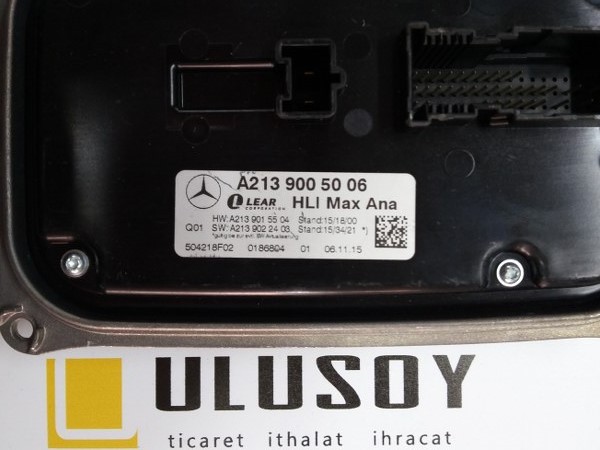 A213 900 50 06
LEAR CORPORATION HLI Max Ana
HW:A213 901 55 04 Stand:15/18/00
Q01 SW:A213 902 24 03 Stand:15/34/21 *)
504218F02 0186804 01 06.11.15
ULUSOY
ticaret ithalat ihracat